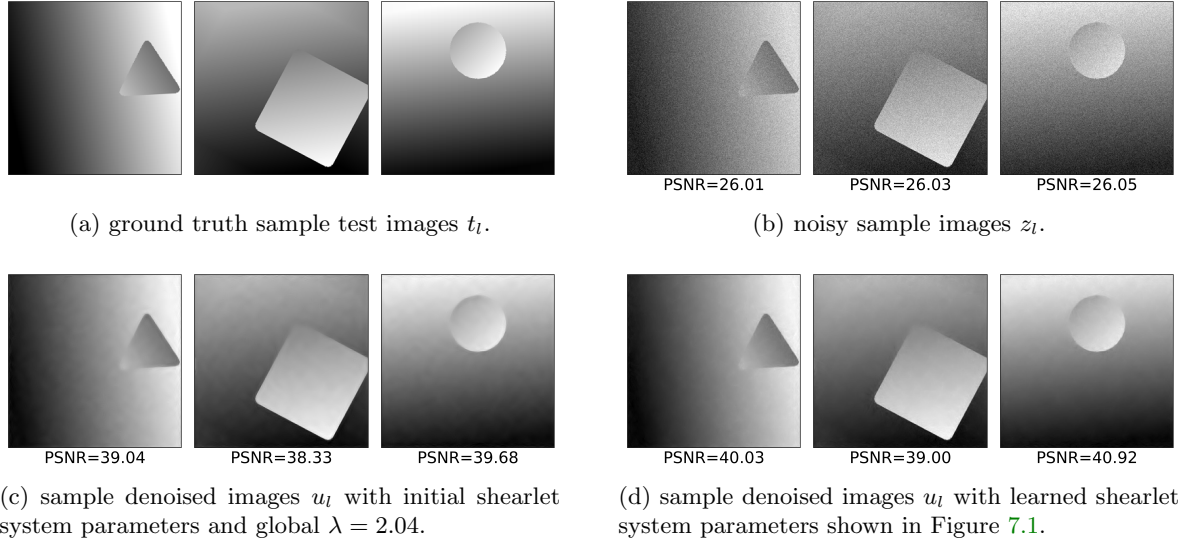 PSNR=26.01 PSNR=26.03 PSNR=26.05
(a) ground truth sample test images t_l.
(b) noisy sample images z_l.
PSNR=39.04 PSNR=38.33 PSNR=39.68
PSNR=40.03 PSNR=39.00 PSNR=40.92
(c) sample denoised images u_l with initial shearlet
system parameters and global λ = 2.04.
(d) sample denoised images u_l with learned shearlet
system parameters shown in Figure 7.1.